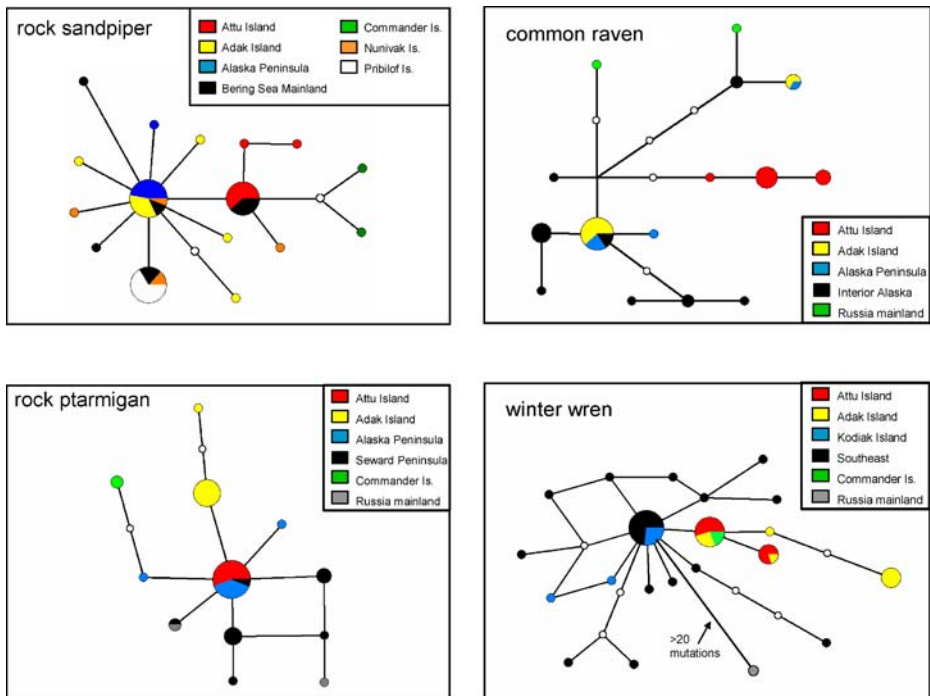 rock sandpiper
Attu Island
Adak Island
Alaska Peninsula
Bering Sea Mainland
Commander Is.
Nunivak Is.
Pribilof Is.
common raven
Attu Island
Adak Island
Alaska Peninsula
Interior Alaska
Russia mainland
rock ptarmigan
Attu Island
Adak Island
Alaska Peninsula
Seward Peninsula
Commander Is.
Russia mainland
winter wren
Attu Island
Adak Island
Kodiak Island
Southeast
Commander Is.
Russia mainland
>20
mutations